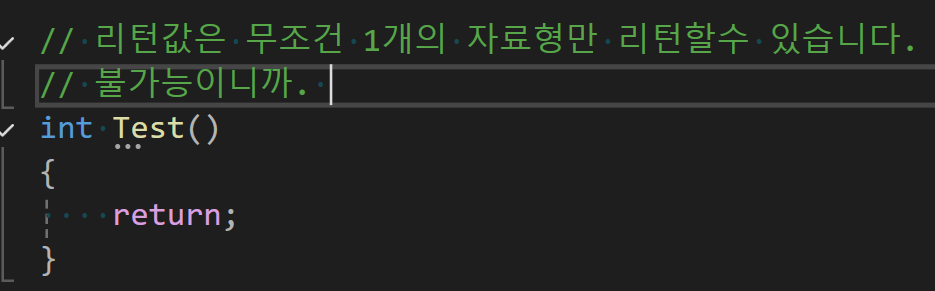 // 리턴값은 무조건 1개의 자료형만 리턴할수 있습니다.
// 불가능이니까.
int Test()
{
    return;
}